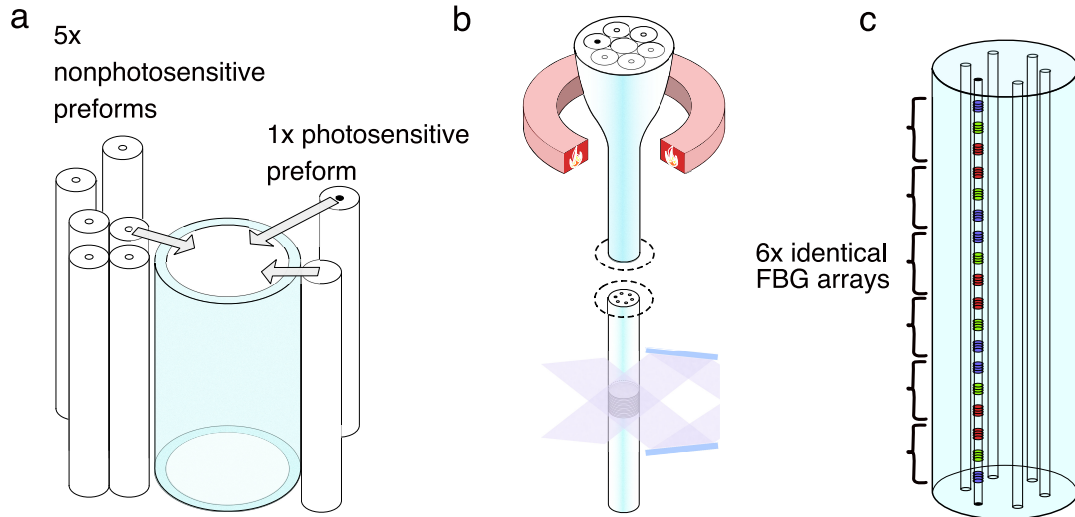 a
5x
nonphotosensitive
preforms
1x photosensitive
preform
b
c
6x identical
FBG arrays